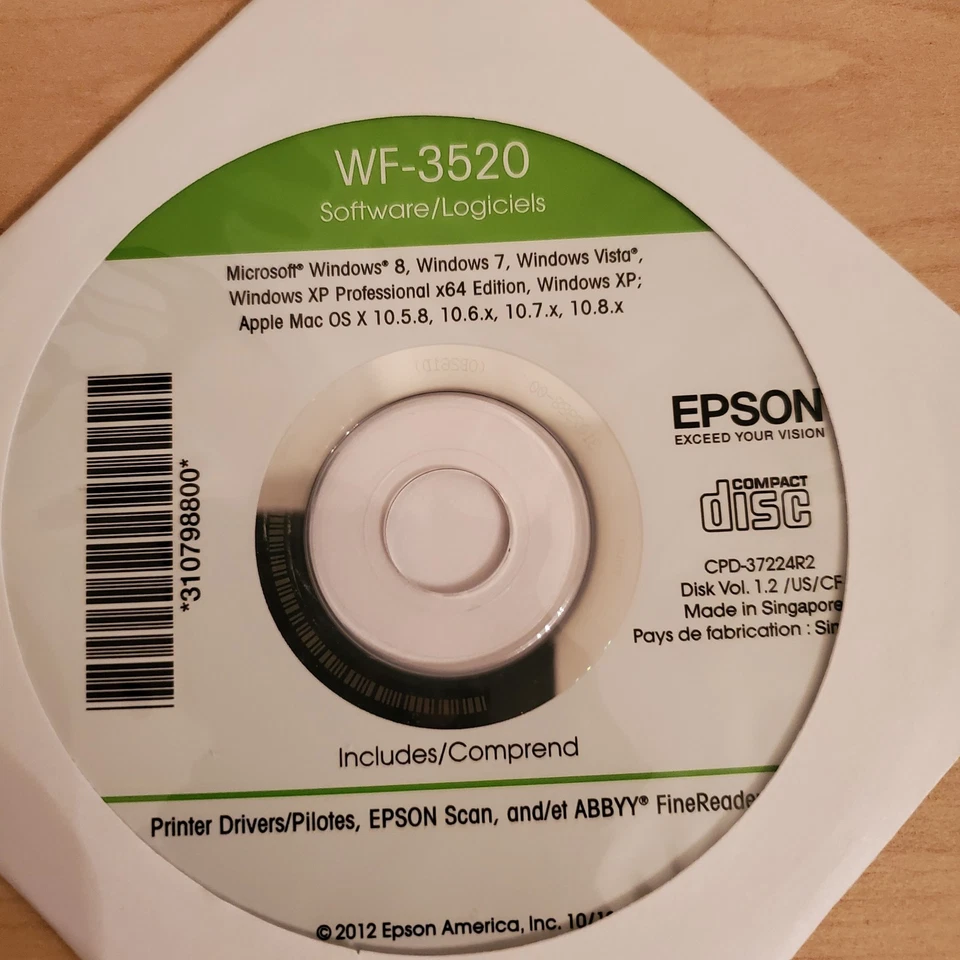 WF-3520
Software/Logiciels
Microsoft® Windows® 8, Windows 7, Windows Vista®,
Windows XP Professional x64 Edition, Windows XP;
Apple Mac OS X 10.5.8, 10.6.x, 10.7.x, 10.8.x
*310798800*
EPSON
EXCEED YOUR VISION
COMPACT
disc
CPD-37224R2
Disk Vol. 1.2 /US/CF
Made in Singapore
Pays de fabrication : Sin
Includes/Comprend
Printer Drivers/Pilotes, EPSON Scan, and/et ABBYY® FineReade
© 2012 Epson America, Inc.